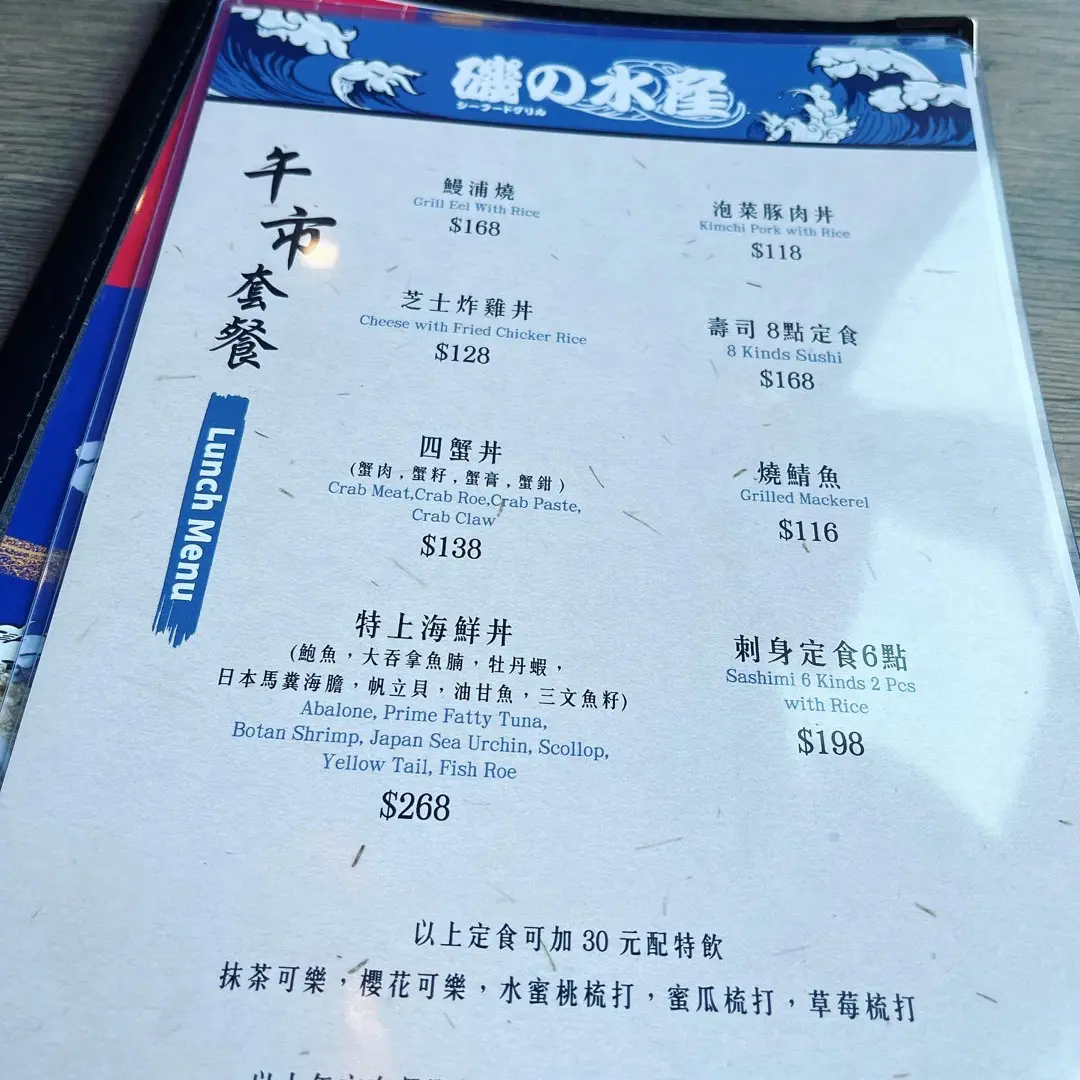 磯の水産
シーフードグリル
午市套餐
Lunch Menu
鰻浦燒
Grill Eel With Rice
$168
芝士炸雞丼
Cheese with Fried Chicken Rice
$128
四蟹丼
(蟹肉,蟹籽,蟹膏,蟹鉗)
Crab Meat,Crab Roe,Crab Paste,
Crab Claw
$138
特上海鮮丼
(鮑魚,大吞拿魚腩,牡丹蝦,
日本馬糞海膽,帆立貝,油甘魚,三文魚籽)
Abalone, Prime Fatty Tuna,
Botan Shrimp, Japan Sea Urchin, Scollop,
Yellow Tail, Fish Roe
$268
泡菜豚肉丼
Kimchi Pork with Rice
$118
壽司 8點定食
8 Kinds Sushi
$168
燒鯖魚
Grilled Mackerel
$116
刺身定食6點
Sashimi 6 Kinds 2 Pcs
with Rice
$198
以上定食可加 30 元配特飲
抹茶可樂,櫻花可樂,水蜜桃梳打,蜜瓜梳打,草莓梳打